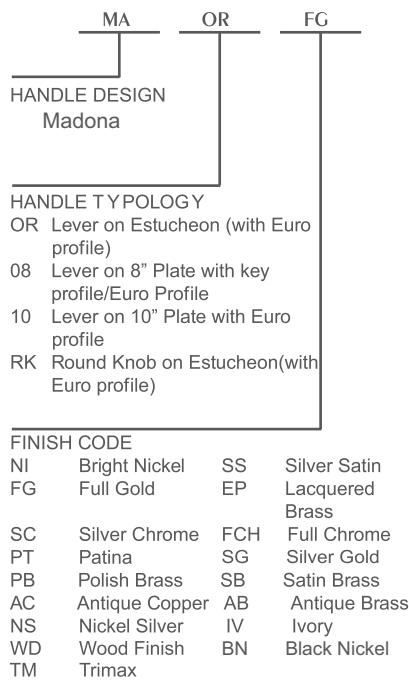 MA OR FG
HANDLE DESIGN
Madona
HANDLE TYPOLOGY
OR Lever on Estucheon (with Euro
profile)
08 Lever on 8” Plate with key
profile/Euro Profile
10 Lever on 10” Plate with Euro
profile
RK Round Knob on Estucheon(with
Euro profile)
FINISH CODE
NI Bright Nickel SS Silver Satin
FG Full Gold EP Lacquered
Brass
SC Silver Chrome FCH Full Chrome
PT Patina SG Silver Gold
PB Polish Brass SB Satin Brass
AC Antique Copper AB Antique Brass
NS Nickel Silver IV Ivory
WD Wood Finish BN Black Nickel
TM Trimax